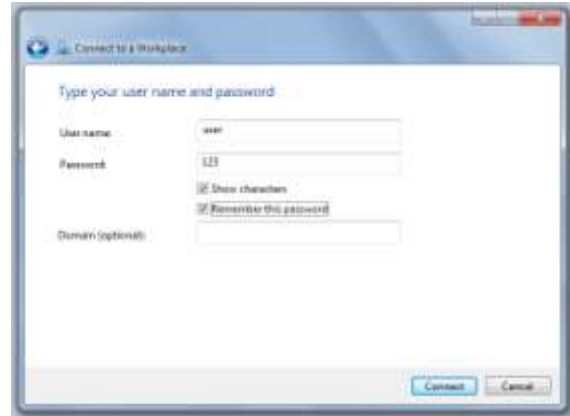 Connect to a Workplace
Type your user name and password
User name:
user
Password:
123
Show characters
Remember this password
Domain (optional):
Connect
Cancel